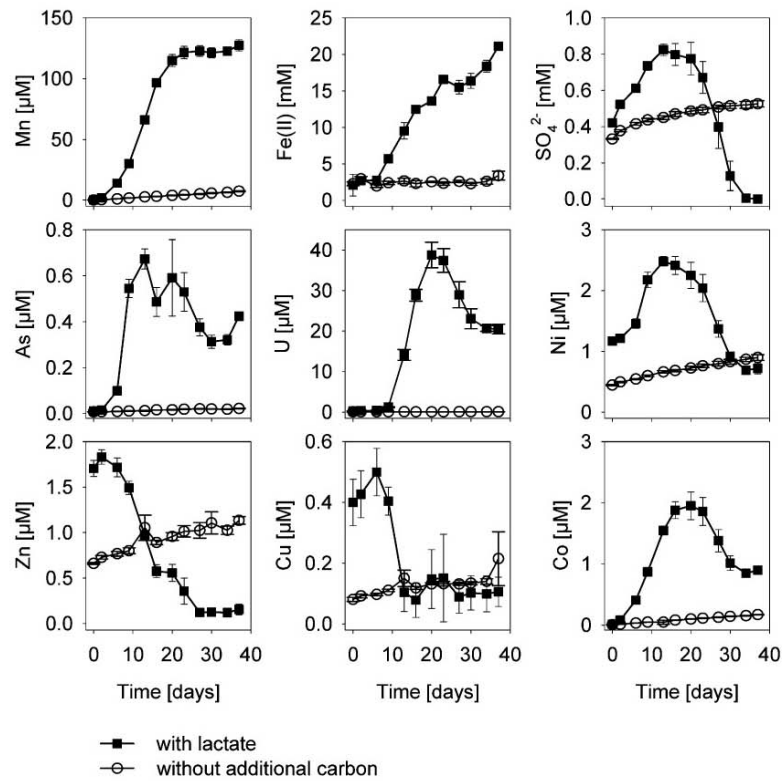 Mn [µM]
150
100
50
0
Fe(II) [mM]
25
20
15
10
5
0
SO₄²⁻ [mM]
1.0
0.8
0.6
0.4
0.2
0.0
As [µM]
0.8
0.6
0.4
0.2
0.0
U [µM]
40
30
20
10
0
Ni [µM]
3
2
1
0
Zn [µM]
2.0
1.5
1.0
0.5
0.0
Cu [µM]
0.6
0.4
0.2
0.0
Co [µM]
3
2
1
0
0 10 20 30 40
0 10 20 30 40
0 10 20 30 40
Time [days]
Time [days]
Time [days]
with lactate
without additional carbon